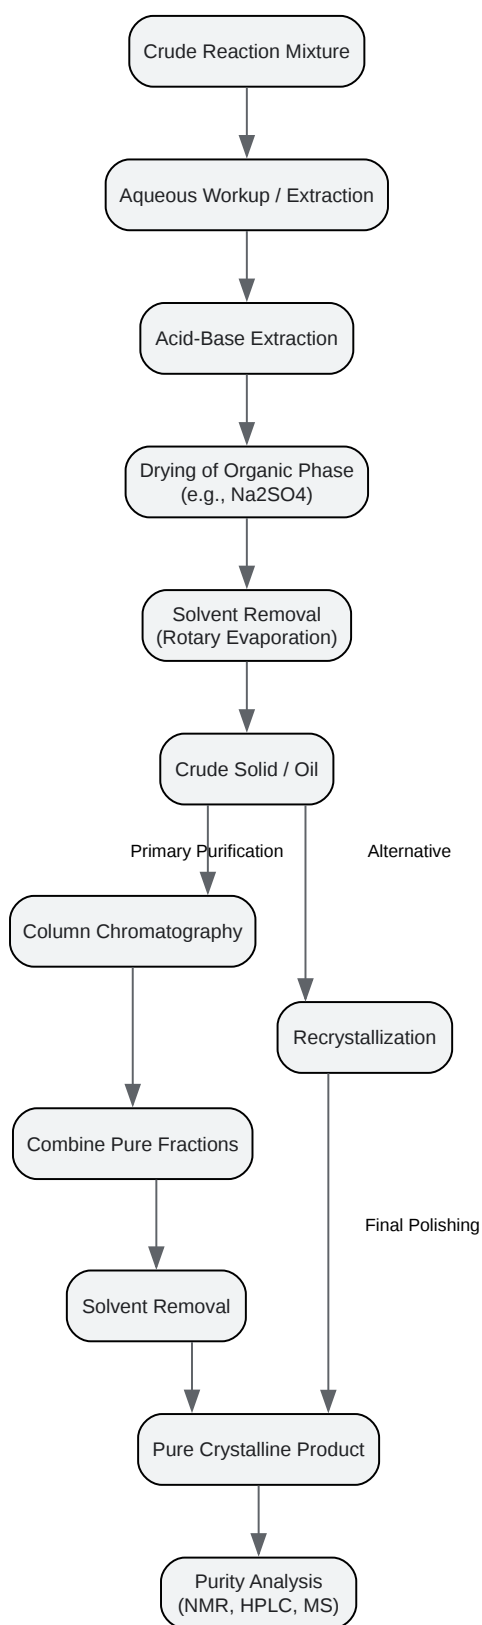 Crude Reaction Mixture
Aqueous Workup / Extraction
Acid-Base Extraction
Drying of Organic Phase
(e.g., Na2SO4)
Solvent Removal
(Rotary Evaporation)
Crude Solid / Oil
Primary Purification
Alternative
Column Chromatography
Recrystallization
Combine Pure Fractions
Final Polishing
Solvent Removal
Pure Crystalline Product
Purity Analysis
(NMR, HPLC, MS)